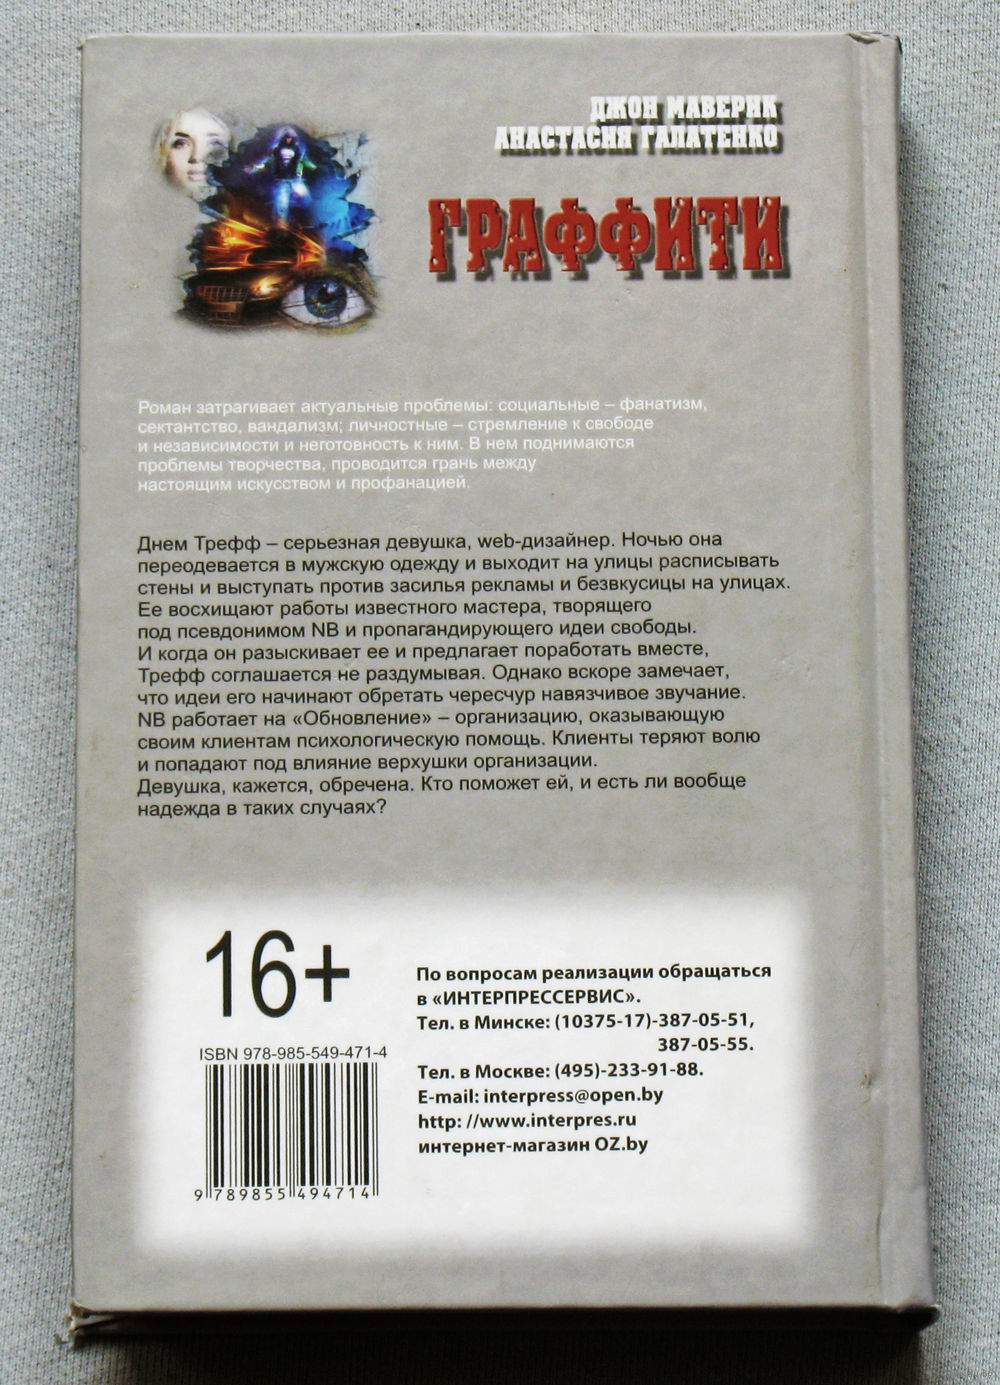 ДЖОН МАВЕРИК
АНАСТАСИЯ ГАЛАТЕНКО
ГРАФФИТИ
Роман затрагивает актуальные проблемы: социальные – фанатизм,
сектантство, вандализм; личностные – стремление к свободе
и независимости и неготовность к ним. В нем поднимаются
проблемы творчества, проводится грань между
настоящим искусством и профанацией.
Днем Трефф – серьезная девушка, web-дизайнер. Ночью она
переодевается в мужскую одежду и выходит на улицы расписывать
стены и выступать против засилья рекламы и безвкусицы на улицах.
Ее восхищают работы известного мастера, творящего
под псевдонимом NB и пропагандирующего идеи свободы.
И когда он разыскивает ее и предлагает поработать вместе,
Трефф соглашается не раздумывая. Однако вскоре замечает,
что идеи его начинают обретать чересчур навязчивое звучание.
NB работает на «Обновление» – организацию, оказывающую
своим клиентам психологическую помощь. Клиенты теряют волю
и попадают под влияние верхушки организации.
Девушка, кажется, обречена. Кто поможет ей, и есть ли вообще
надежда в таких случаях?
16+
ISBN 978-985-549-471-4
9 789855 494714
По вопросам реализации обращаться
в «ИНТЕРПРЕССЕРВИС».
Тел. в Минске: (10375-17)-387-05-51,
387-05-55.
Тел. в Москве: (495)-233-91-88.
E-mail: interpress@open.by
http: //www.interpres.ru
интернет-магазин OZ.by